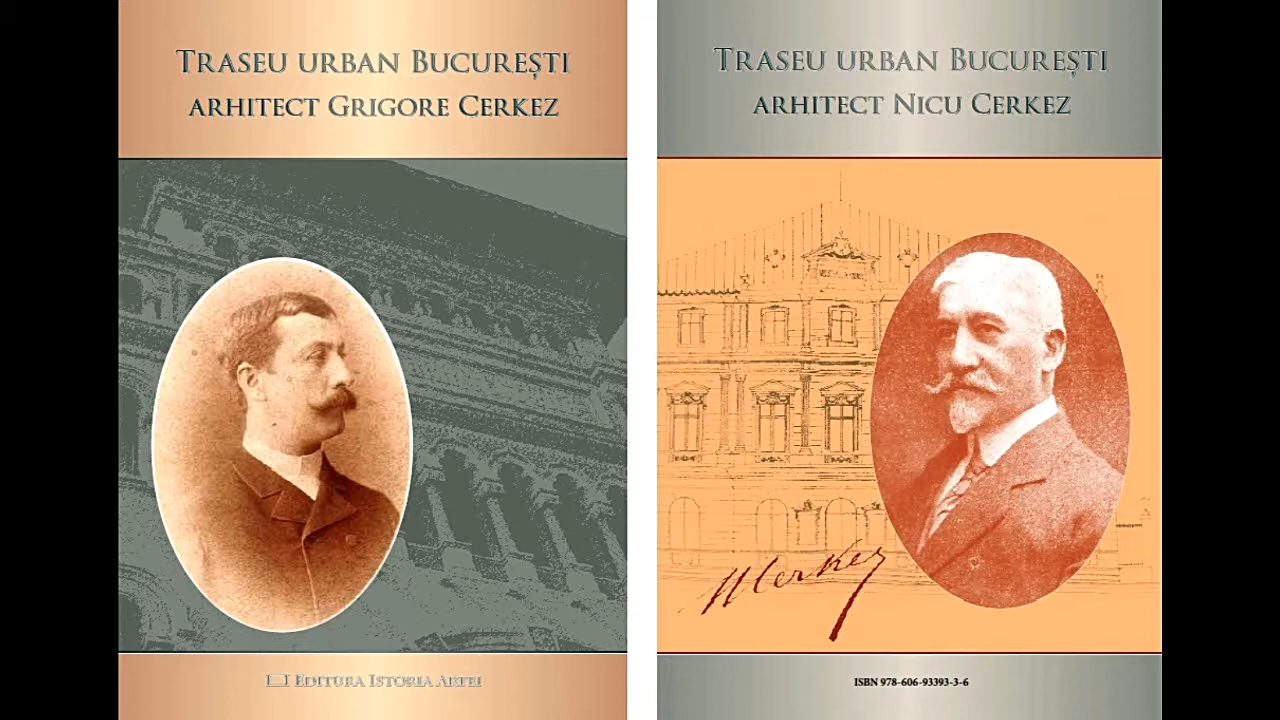 TRASEU URBAN BUCUREȘTI
ARHITECT GRIGORE CERKEZ
EDITURA ISTORIA ARTEI
TRASEU URBAN BUCUREȘTI
ARHITECT NICU CERKEZ
N Cerkez
ISBN 978-606-93393-3-6